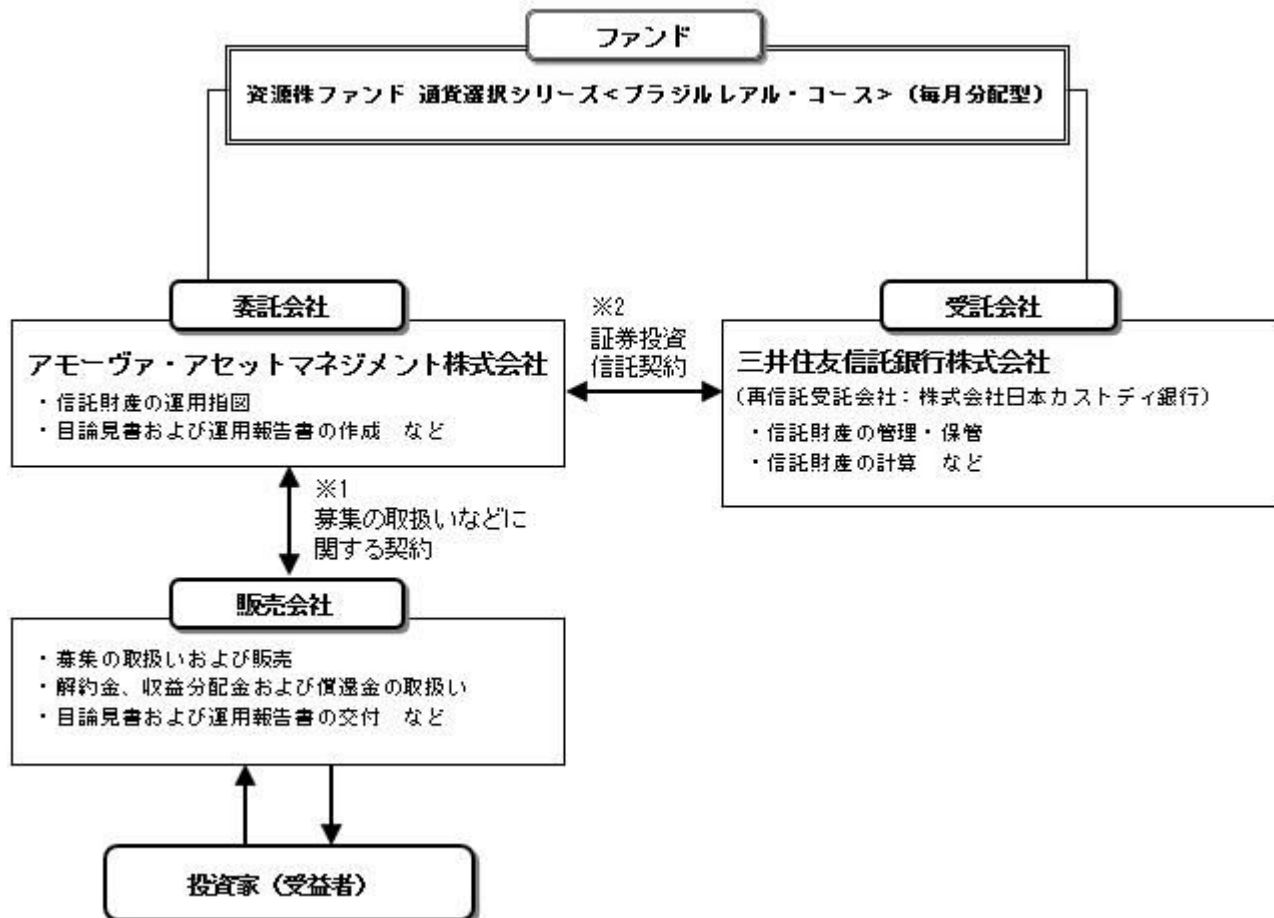 ファンド
資源株ファンド 通貨選択シリーズ<ブラジルレアル・コース>（毎月分配型）
委託会社
アモーヴァ・アセットマネジメント株式会社
・信託財産の運用指図
・目論見書および運用報告書の作成 など
※2
証券投資
信託契約
受託会社
三井住友信託銀行株式会社
（再信託受託会社：株式会社日本カストディ銀行）
・信託財産の管理・保管
・信託財産の計算 など
※1
募集の取扱いなどに
関する契約
販売会社
・募集の取扱いおよび販売
・解約金、収益分配金および償還金の取扱い
・目論見書および運用報告書の交付 など
投資家（受益者）